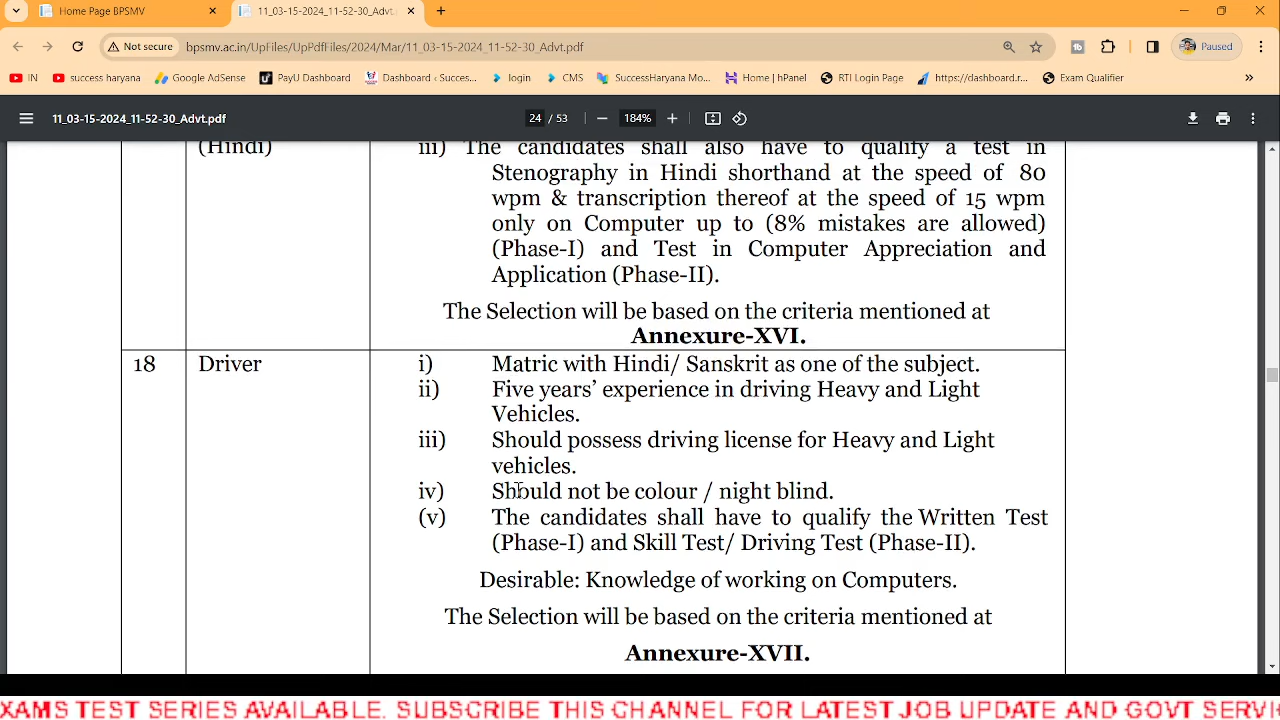 Home Page BPSMV
11_03-15-2024_11-52-30_Advt.
Not secure
bpsmv.ac.in/UpFiles/UpPdfFiles/2024/Mar/11_03-15-2024_11-52-30_Advt.pdf
Paused
IN
success haryana
Google AdSense
PayU Dashboard
Dashboard ‹ Succes...
login
CMS
SuccessHaryana Mo...
Home | hPanel
RTI Login Page
https://dashboard.r...
Exam Qualifier
11_03-15-2024_11-52-30_Advt.pdf
24 / 53
184%
(Hindi)
iii) The candidates shall also have to qualify a test in
Stenography in Hindi shorthand at the speed of 80
wpm & transcription thereof at the speed of 15 wpm
only on Computer up to (8% mistakes are allowed)
(Phase-I) and Test in Computer Appreciation and
Application (Phase-II).
The Selection will be based on the criteria mentioned at
Annexure-XVI.
18 Driver
i) Matric with Hindi/ Sanskrit as one of the subject.
ii) Five years’ experience in driving Heavy and Light
Vehicles.
iii) Should possess driving license for Heavy and Light
vehicles.
iv) Should not be colour / night blind.
(v) The candidates shall have to qualify the Written Test
(Phase-I) and Skill Test/ Driving Test (Phase-II).
Desirable: Knowledge of working on Computers.
The Selection will be based on the criteria mentioned at
Annexure-XVII.
XAMS TEST SERIES AVAILABLE. SUBSCRIBE THIS CHANNEL FOR LATEST JOB UPDATE AND GOVT SERVI